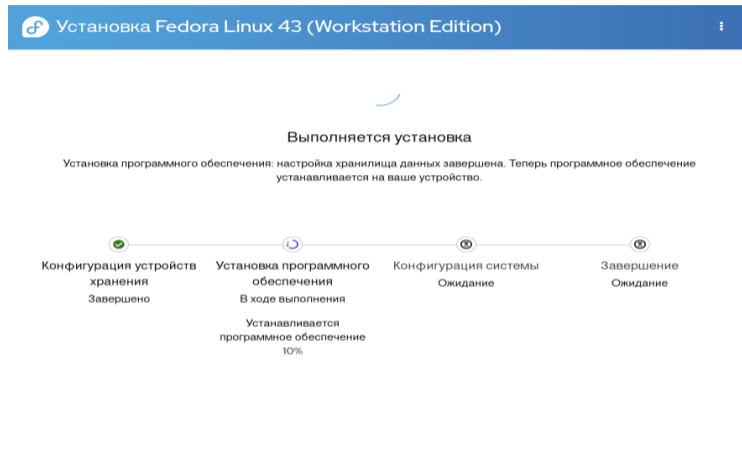 Установка Fedora Linux 43 (Workstation Edition)
Выполняется установка
Установка программного обеспечения: настройка хранилища данных завершена. Теперь программное обеспечение
устанавливается на ваше устройство.
Конфигурация устройств
хранения
Завершено
Установка программного
обеспечения
В ходе выполнения
Устанавливается
программное обеспечение
10%
Конфигурация системы
Ожидание
Завершение
Ожидание